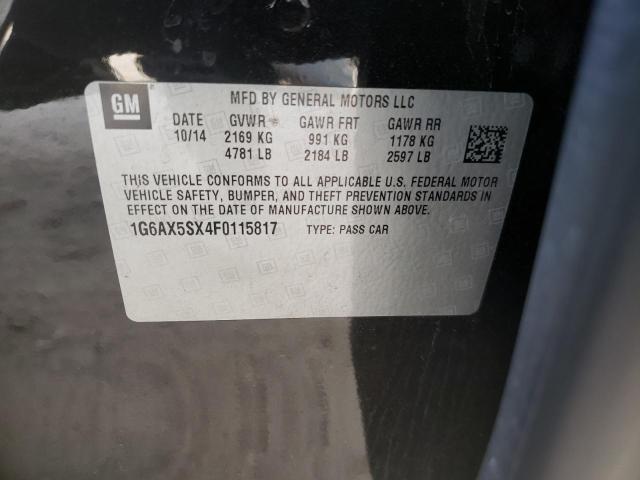 GM
MFD BY GENERAL MOTORS LLC
DATE GVWR GAWR FRT GAWR RR
10/14 2169 KG 991 KG 1178 KG
4781 LB 2184 LB 2597 LB
THIS VEHICLE CONFORMS TO ALL APPLICABLE U.S. FEDERAL MOTOR
VEHICLE SAFETY, BUMPER, AND THEFT PREVENTION STANDARDS IN
EFFECT ON THE DATE OF MANUFACTURE SHOWN ABOVE.
1G6AX5SX4F0115817 TYPE: PASS CAR